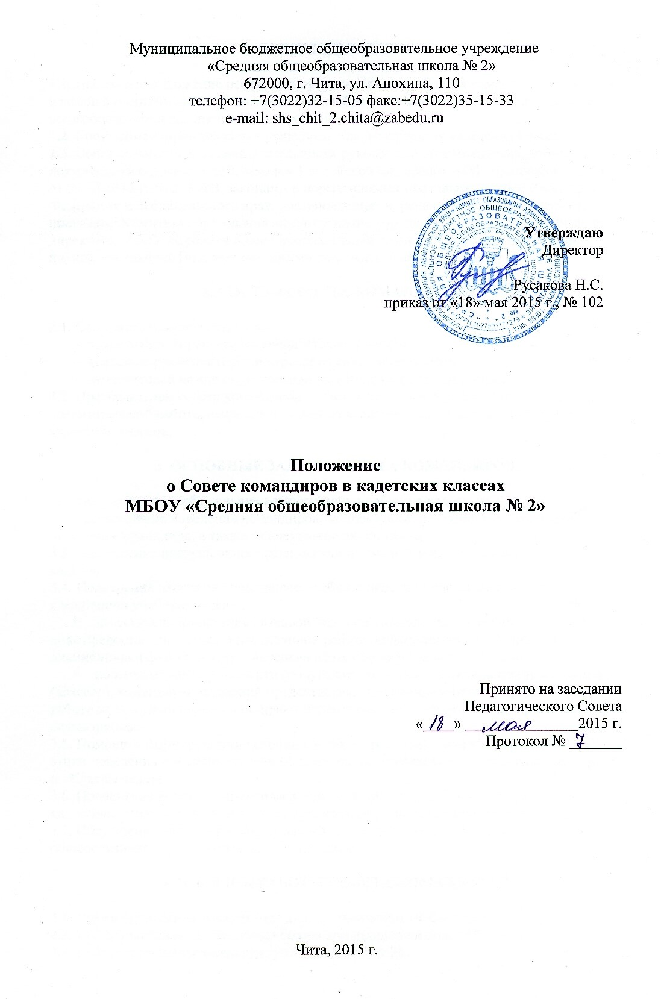 Муниципальное бюджетное общеобразовательное учреждение
«Средняя общеобразовательная школа № 2»
672000, г. Чита, ул. Анохина, 110
телефон: +7(3022)32-15-05 факс:+7(3022)35-15-33
e-mail: shs_chit_2.chita@zabedu.ru
Утверждаю
Директор
Русакова Н.С.
приказ от «18» мая 2015 г., № 102
Положение
о Совете командиров в кадетских классах
МБОУ «Средняя общеобразовательная школа № 2»
Принято на заседании
Педагогического Совета
«18» мая 2015 г.
Протокол № 7
Чита, 2015 г.